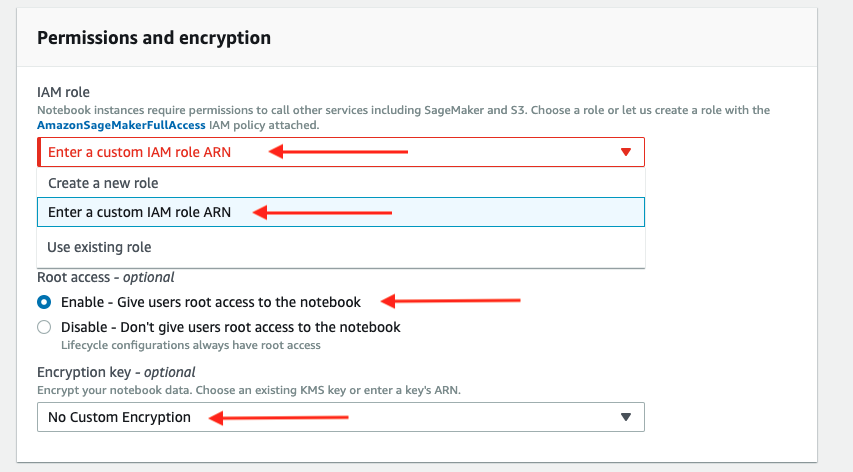 Permissions and encryption
IAM role
Notebook instances require permissions to call other services including SageMaker and S3. Choose a role or let us create a role with the
AmazonSageMakerFullAccess IAM policy attached.
Enter a custom IAM role ARN
Create a new role
Enter a custom IAM role ARN
Use existing role
Root access - optional
Enable - Give users root access to the notebook
Disable - Don't give users root access to the notebook
Lifecycle configurations always have root access
Encryption key - optional
Encrypt your notebook data. Choose an existing KMS key or enter a key's ARN.
No Custom Encryption